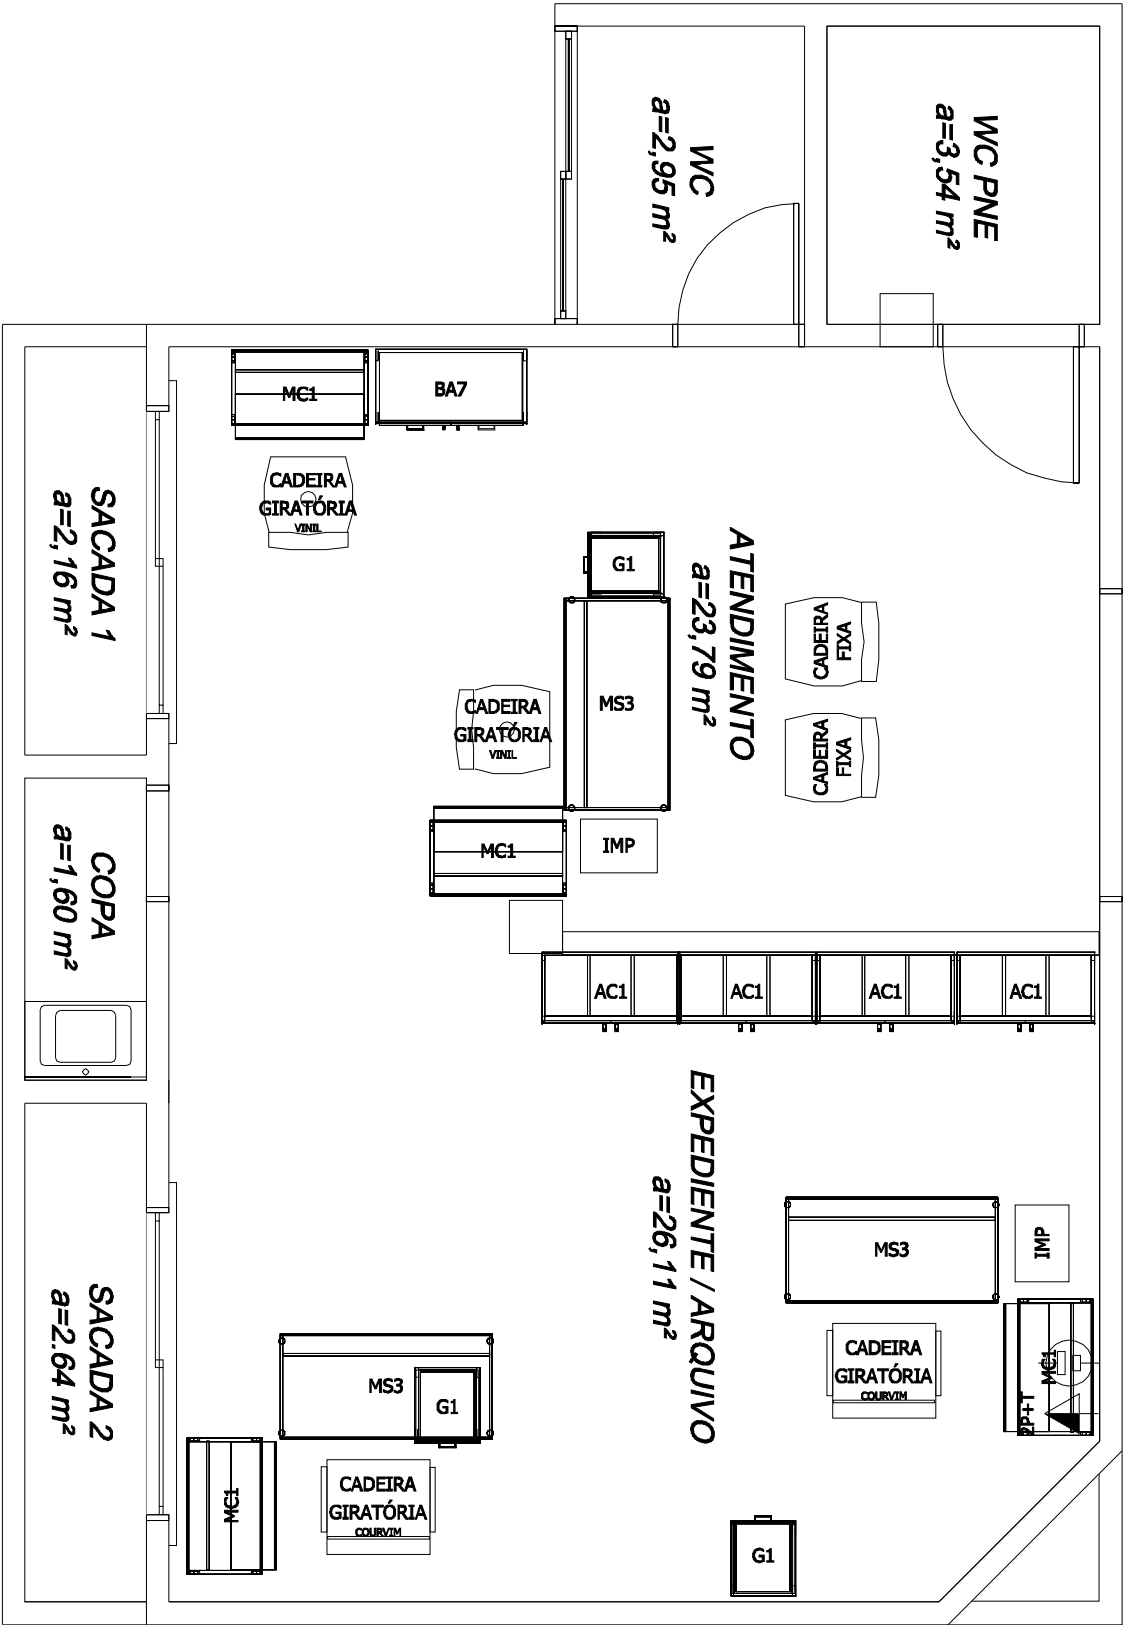 WC PNE
a=3,54 m²
WC
a=2,95 m²
MC1
BA7
CADEIRA
GIRATÓRIA
VINIL
SACADA 1
a=2,16 m²
G1
ATENDIMENTO
a=23,79 m²
CADEIRA
FIXA
MS3
CADEIRA
GIRATÓRIA
VINIL
CADEIRA
FIXA
MC1
IMP
COPA
a=1,60 m²
AC1
AC1
AC1
AC1
EXPEDIENTE / ARQUIVO
a=26,11 m²
MS3
IMP
CADEIRA
GIRATÓRIA
COURVIM
MC1
2P+T
SACADA 2
a=2.64 m²
MS3
G1
CADEIRA
GIRATÓRIA
COURVIM
MC1
G1